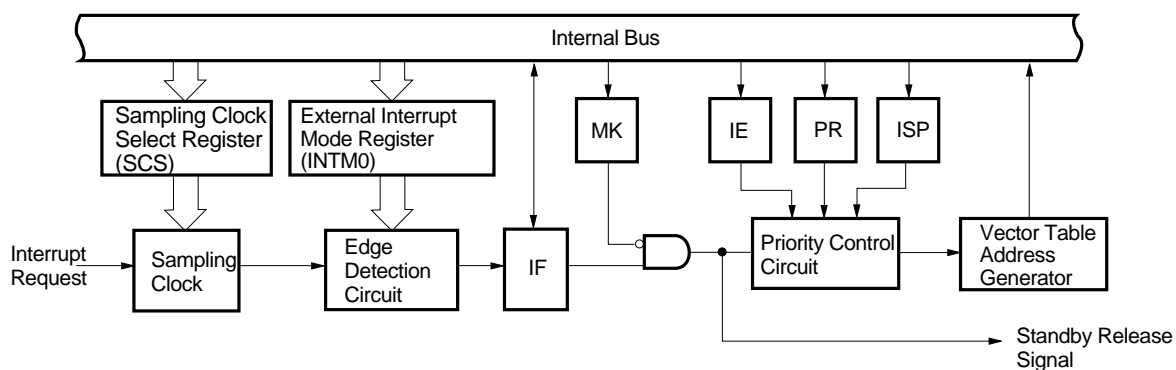 Internal Bus
Sampling Clock
Select Register
(SCS)
External Interrupt
Mode Register
(INTM0)
MK
IE
PR
ISP
Interrupt
Request
Sampling
Clock
Edge
Detection
Circuit
IF
Priority Control
Circuit
Vector Table
Address
Generator
Standby Release
Signal